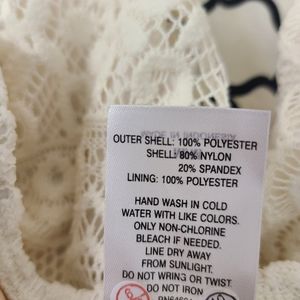 OUTER SHELL: 100% POLYESTER
SHELL: 80% NYLON
20% SPANDEX
LINING: 100% POLYESTER
HAND WASH IN COLD
WATER WITH LIKE COLORS.
ONLY NON-CHLORINE
BLEACH IF NEEDED.
LINE DRY AWAY
FROM SUNLIGHT.
DO NOT WRING OR TWIST
DO NOT IRON